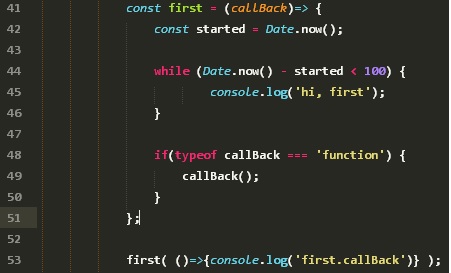 41 const first = (callBack)=> {
42 const started = Date.now();
43
44 while (Date.now() - started < 100) {
45 console.log('hi, first');
46 }
47
48 if(typeof callBack === 'function') {
49 callBack();
50 }
51 };
52
53 first( ()=>{console.log('first.callBack')} );